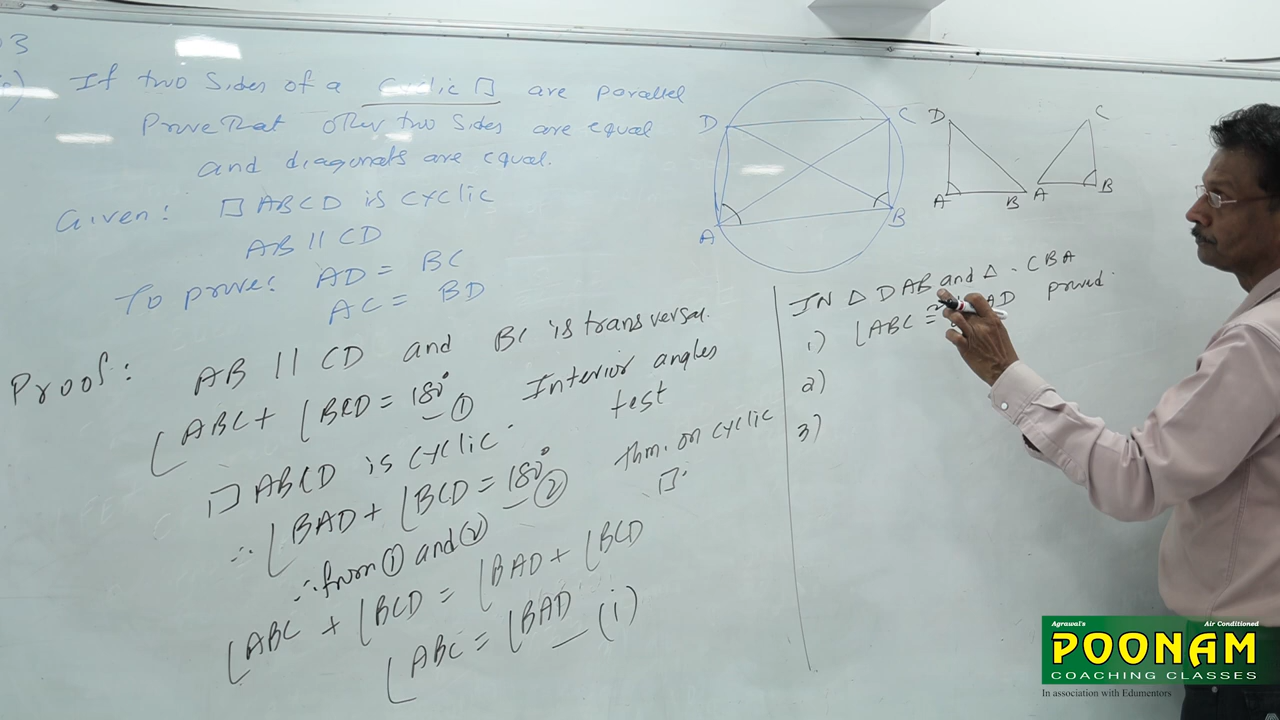 03
If two sides of a cyclic □ are parallel
Prove that other two sides are equal
and diagonals are equal.
Given: □ ABCD is cyclic
AB || CD
To prove: AD = BC
AC = BD
Proof: AB || CD and BC is transversal.
∠ABC + ∠BCD = 180° — ① Interior angles
test
□ ABCD is cyclic.
∴ ∠BAD + ∠BCD = 180° — ② thm. on cyclic
□.
∴ from ① and ②
∠ABC + ∠BCD = ∠BAD + ∠BCD
∠ABC = ∠BAD — (i)
D C
A B
D
A B
C
A B
IN △ DAB and △ CBA
1) ∠ABC = AD proved.
2)
3)
Agrawal's Air Conditioned
POONAM
COACHING CLASSES
In association with Edumentors